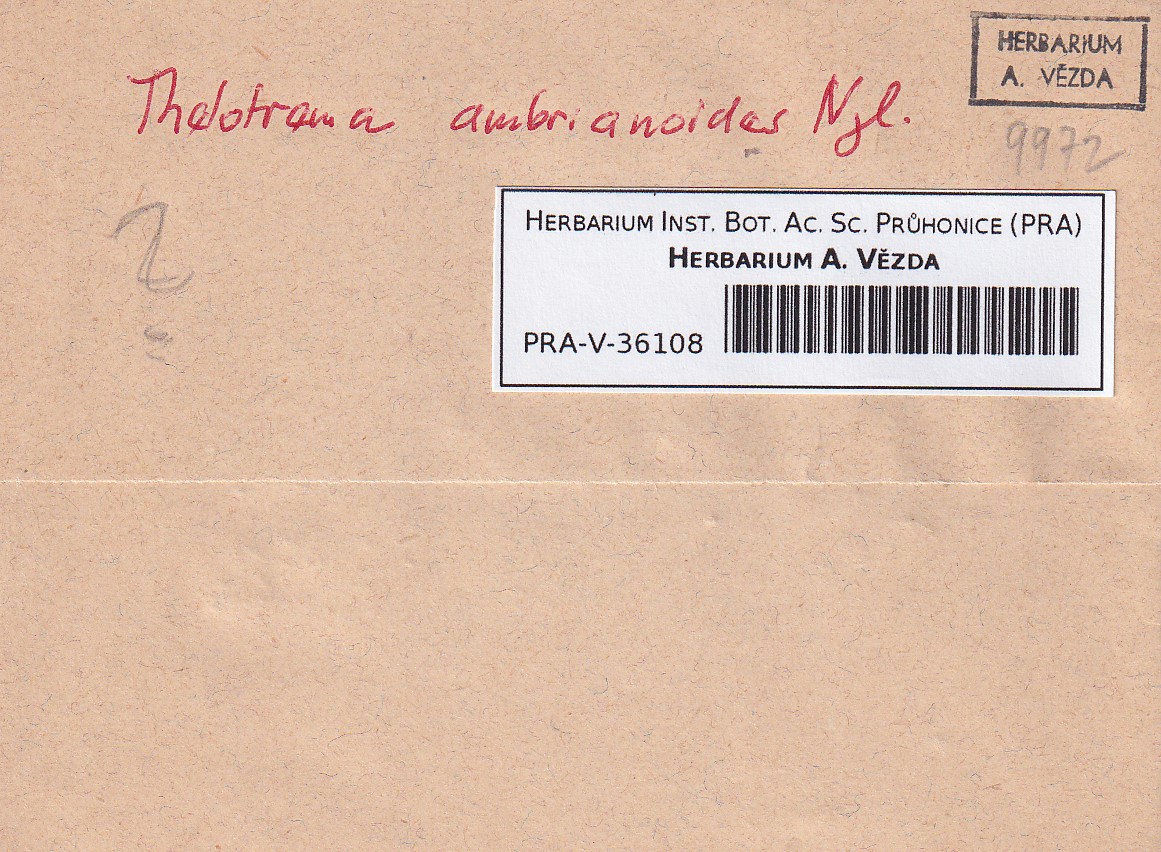 HERBARIUM
A. VĚZDA
Thelotrema ambrianoides Nyl.
9972
HERBARIUM INST. BOT. AC. SC. PRŮHONICE (PRA)
HERBARIUM A. VĚZDA
PRA-V-36108